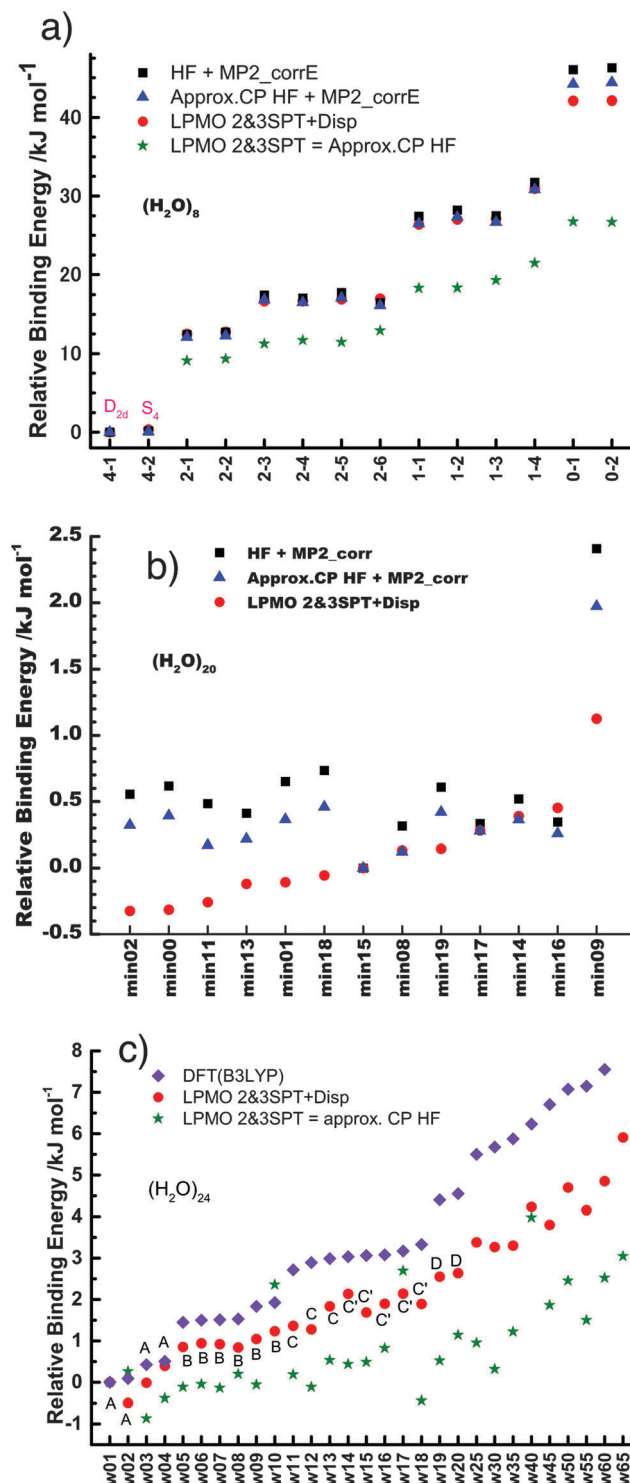 a)
HF + MP2_corrE
Approx.CP HF + MP2_corrE
LPMO 2&3SPT+Disp
LPMO 2&3SPT = Approx.CP HF
(H₂O)₈
Relative Binding Energy /kJ mol⁻¹
40
30
20
10
0
D₂d S₄
4-1 4-2 2-1 2-2 2-3 2-4 2-5 2-6 1-1 1-2 1-3 1-4 0-1 0-2
b)
HF + MP2_corr
Approx.CP HF + MP2_corr
LPMO 2&3SPT+Disp
(H₂O)₂₀
Relative Binding Energy /kJ mol⁻¹
2.5
2.0
1.5
1.0
0.5
0.0
-0.5
min02 min00 min11 min13 min01 min18 min15 min08 min19 min17 min14 min16 min09
c)
DFT(B3LYP)
LPMO 2&3SPT+Disp
LPMO 2&3SPT = approx. CP HF
(H₂O)₂₄
Relative Binding Energy /kJ mol⁻¹
8
7
6
5
4
3
2
1
0
-1
A A A A B B B B B B C C C C' C' C' C' C' D D
w01 w02 w03 w04 w05 w06 w07 w08 w09 w10 w11 w12 w13 w14 w15 w16 w17 w18 w19 w20 w25 w30 w35 w40 w45 w50 w55 w60 w65